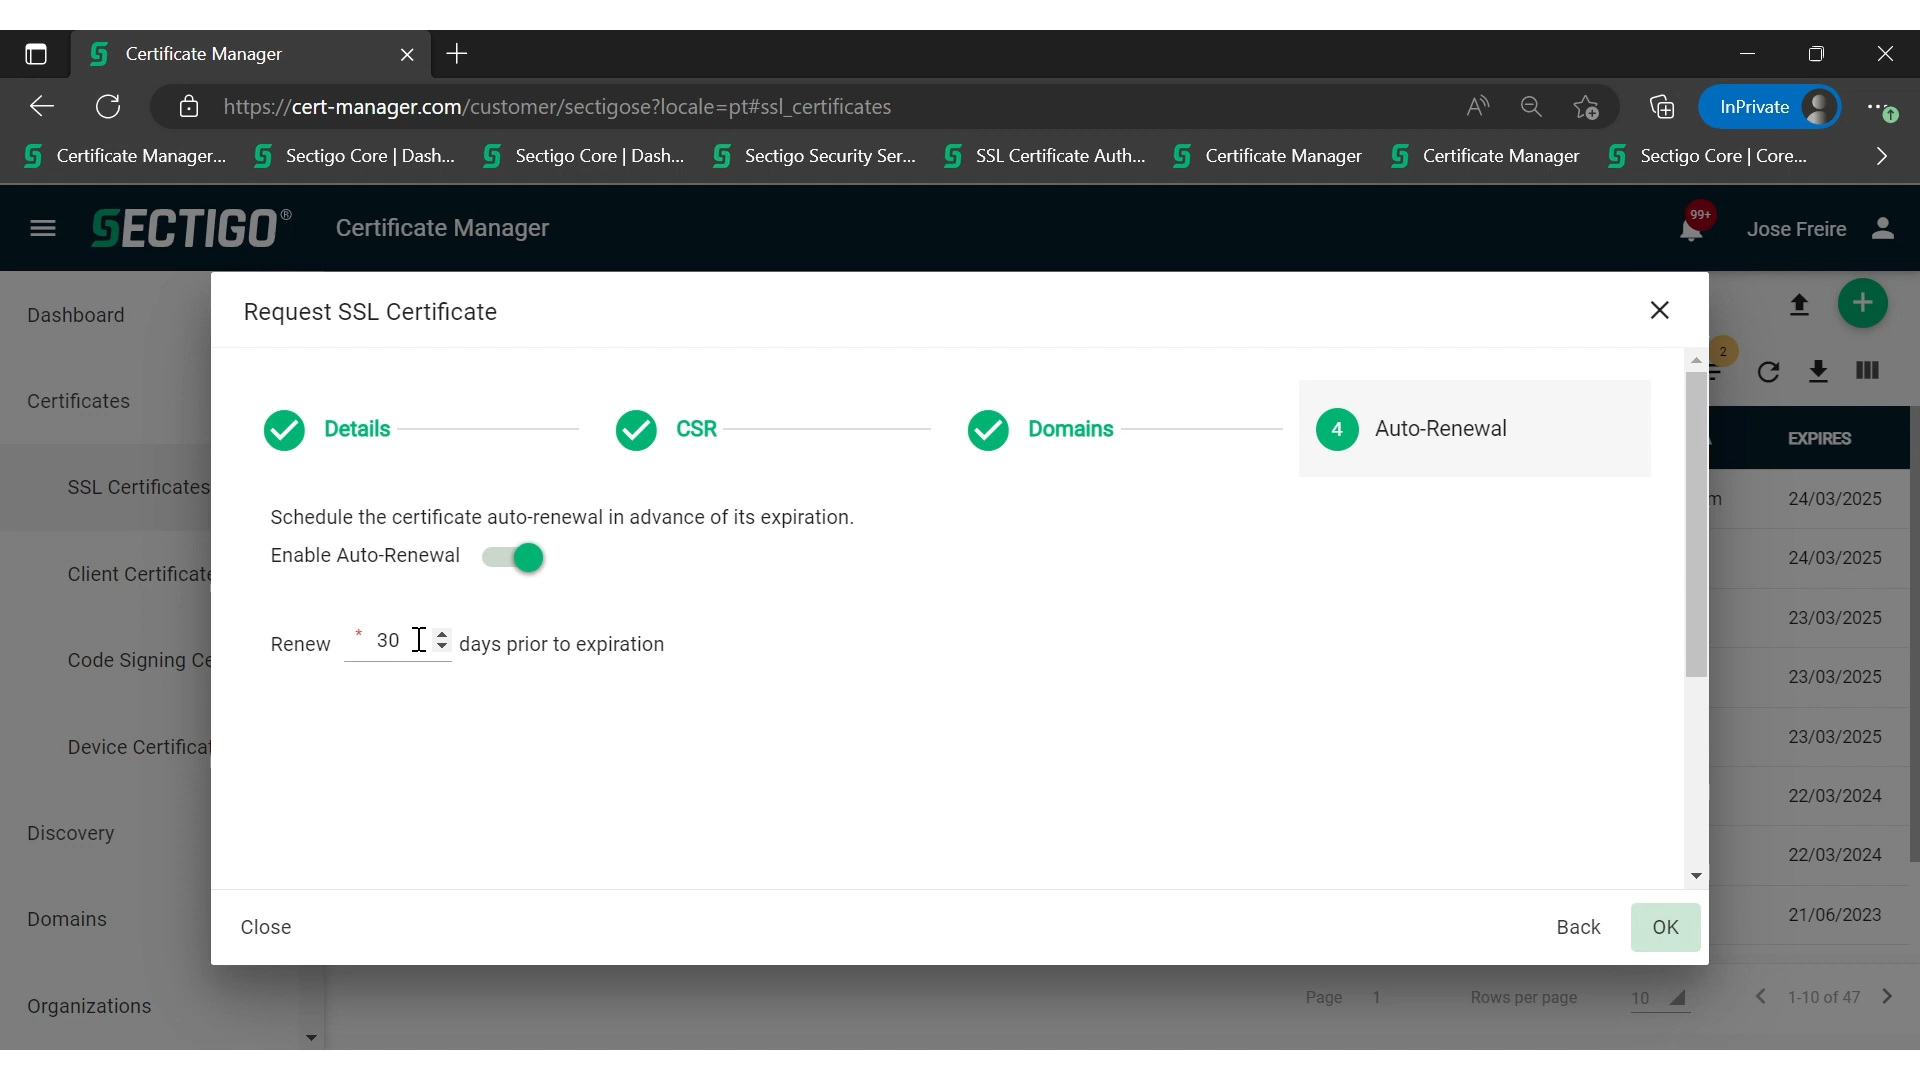 Certificate Manager
https://cert-manager.com/customer/sectigose?locale=pt#ssl_certificates
InPrivate
Certificate Manager...
Sectigo Core | Dash...
Sectigo Core | Dash...
Sectigo Security Ser...
SSL Certificate Auth...
Certificate Manager
Certificate Manager
Sectigo Core | Core...
SECTIGO®
Certificate Manager
99+
Jose Freire
Dashboard
Certificates
SSL Certificates
Client Certificate
Code Signing Ce
Device Certificat
Discovery
Domains
Organizations
Request SSL Certificate
Details
CSR
Domains
4 Auto-Renewal
Schedule the certificate auto-renewal in advance of its expiration.
Enable Auto-Renewal
Renew * 30 days prior to expiration
Close
Back
OK
2
EXPIRES
m 24/03/2025
24/03/2025
23/03/2025
23/03/2025
23/03/2025
22/03/2024
22/03/2024
21/06/2023
Page 1
Rows per page 10
1-10 of 47